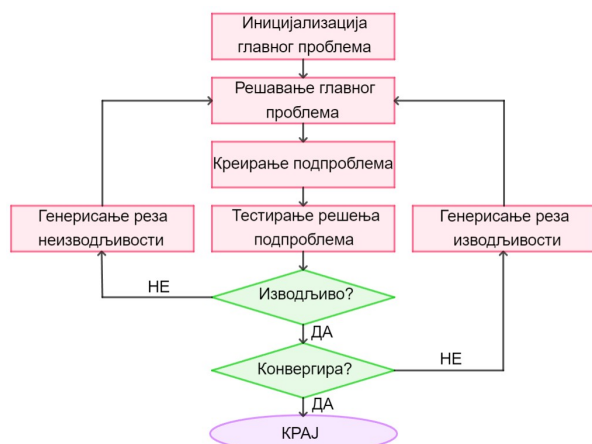 Иницијализација
главног проблема
Решавање главног
проблема
Креирање подпроблема
Генерисање реза
неизводљивости
Тестирање решења
подпроблема
Генерисање реза
изводљивости
НЕ
Изводљиво?
ДА
Конвергира?
НЕ
ДА
КРАЈ